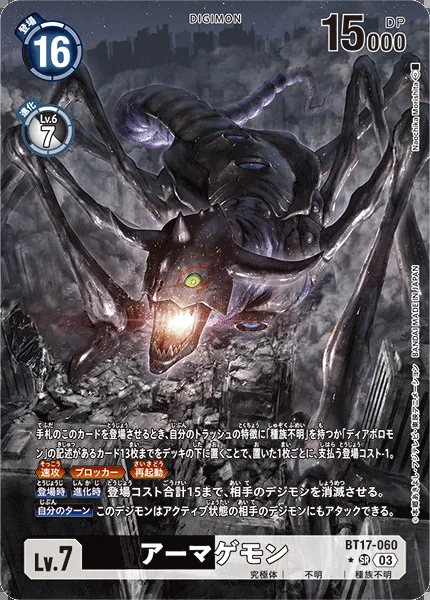 DIGIMON
登場
16
15000
DP
進化
Lv.6
7
手札のこのカードを登場させるとき、自分のトラッシュの特徴に「種族不明」を持つか「ディアボロモン」の記述があるカード13枚までをデッキの下に置くことで、置いた1枚ごとに、支払う登場コスト-1。
速攻 ブロッカー 再起動
登場時 進化時 登場コスト合計15まで、相手のデジモンを消滅させる。
自分のターン このデジモンはアクティブ状態の相手のデジモンにもアタックできる。
BT17-060
Lv.7
アーマゲモン
SR 03
究極体 | 不明 | 種族不明
BANDAI MADE IN JAPAN